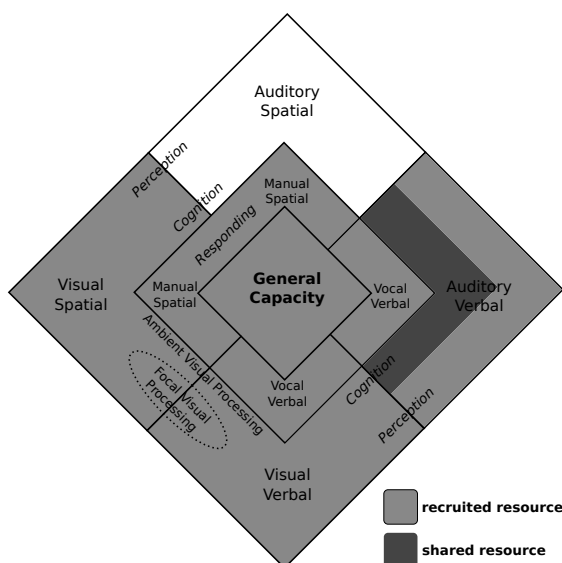 Auditory
Spatial
Perception
Cognition
Manual
Spatial
Responding
General
Capacity
Visual
Spatial
Manual
Spatial
Vocal
Verbal
Auditory
Verbal
Ambient Visual Processing
Focal Visual
Processing
Vocal
Verbal
Cognition
Perception
Visual
Verbal
recruited resource
shared resource